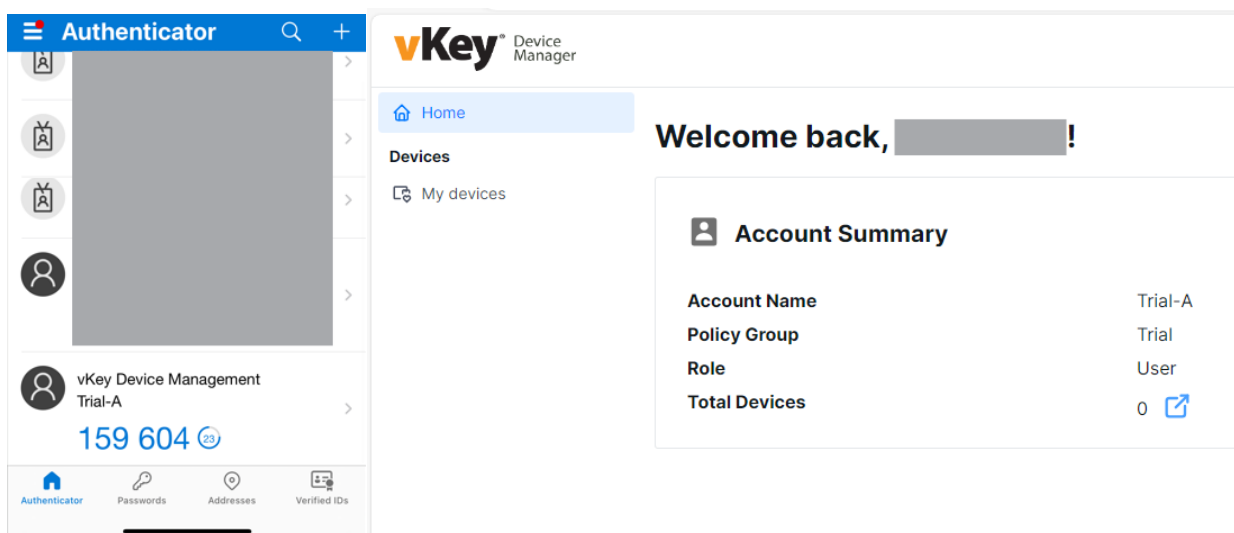 Authenticator
vKey Device Management
Trial-A
159 604 23
Authenticator Passwords Addresses Verified IDs
vKey® Device
Manager
Home
Devices
My devices
Welcome back, !
Account Summary
Account Name Trial-A
Policy Group Trial
Role User
Total Devices 0